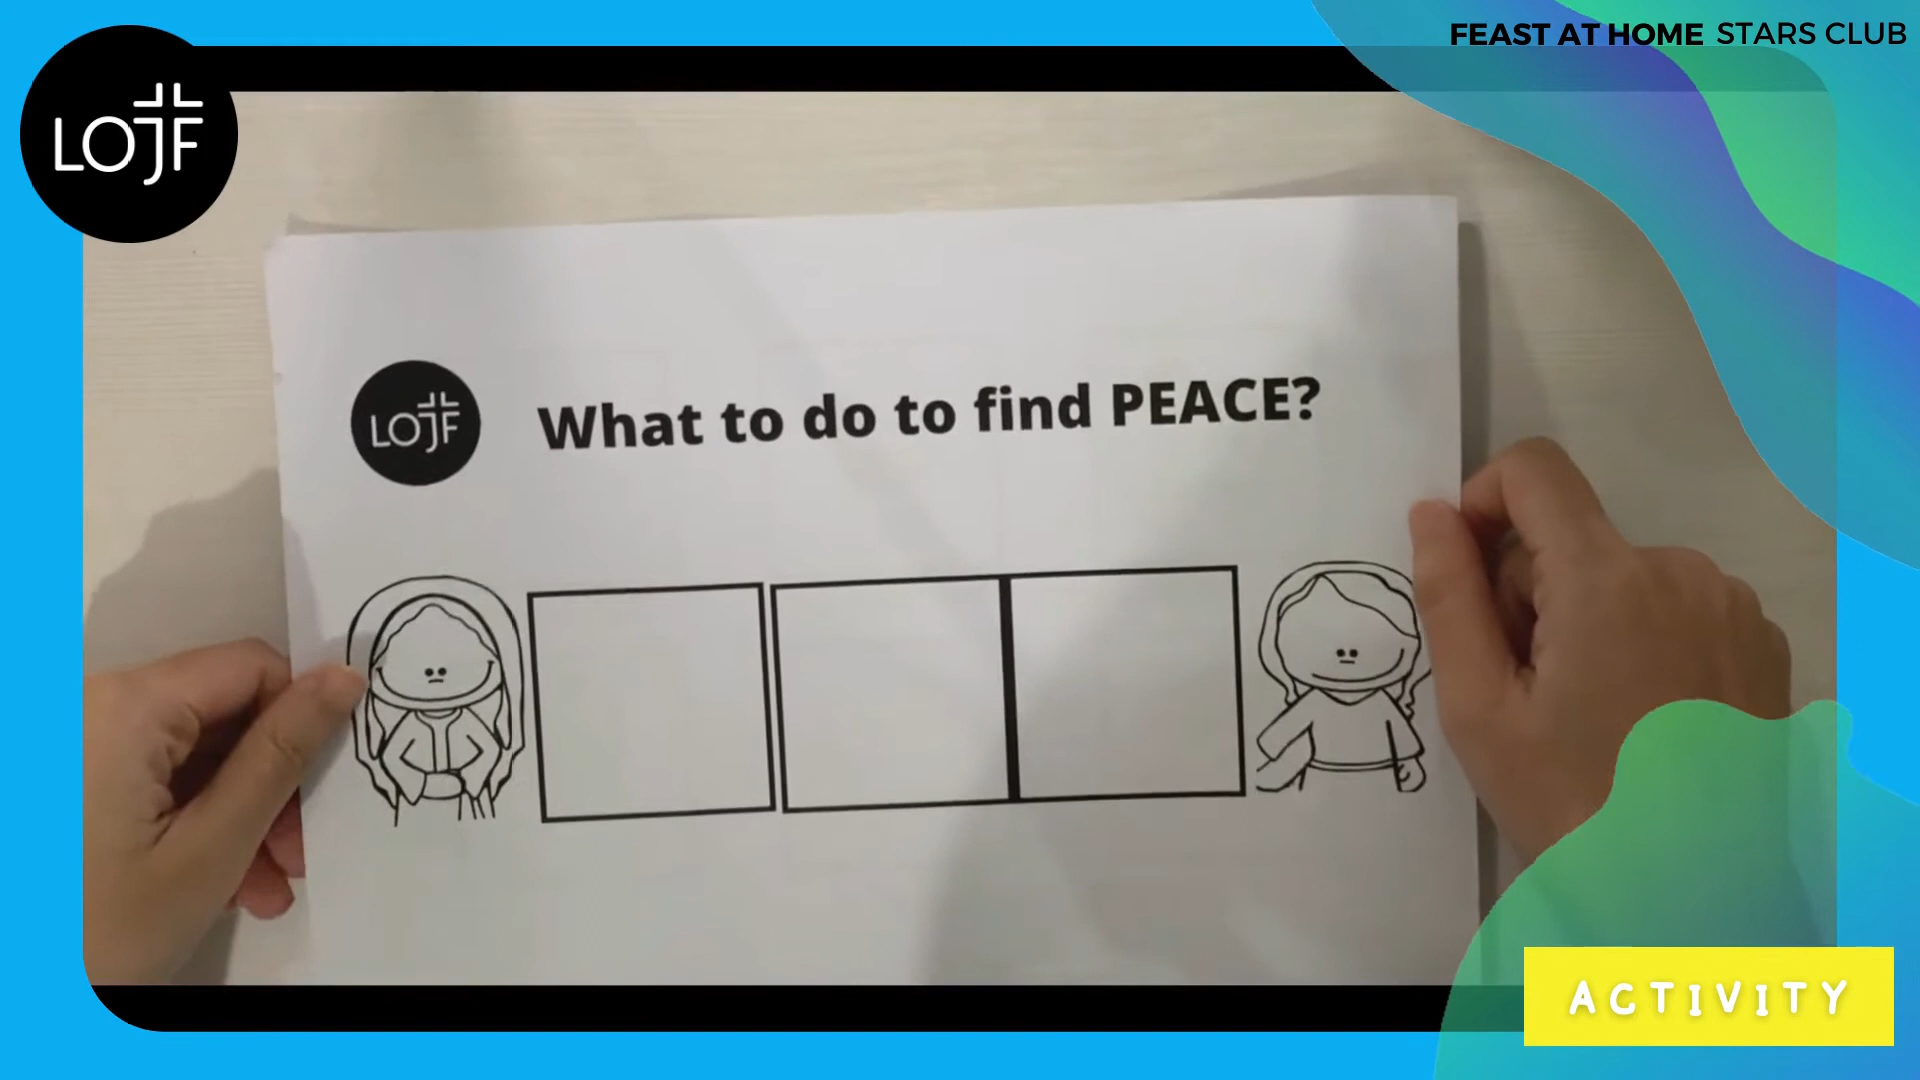 FEAST AT HOME STARS CLUB
LOJF
LOJF
What to do to find PEACE?
ACTIVITY